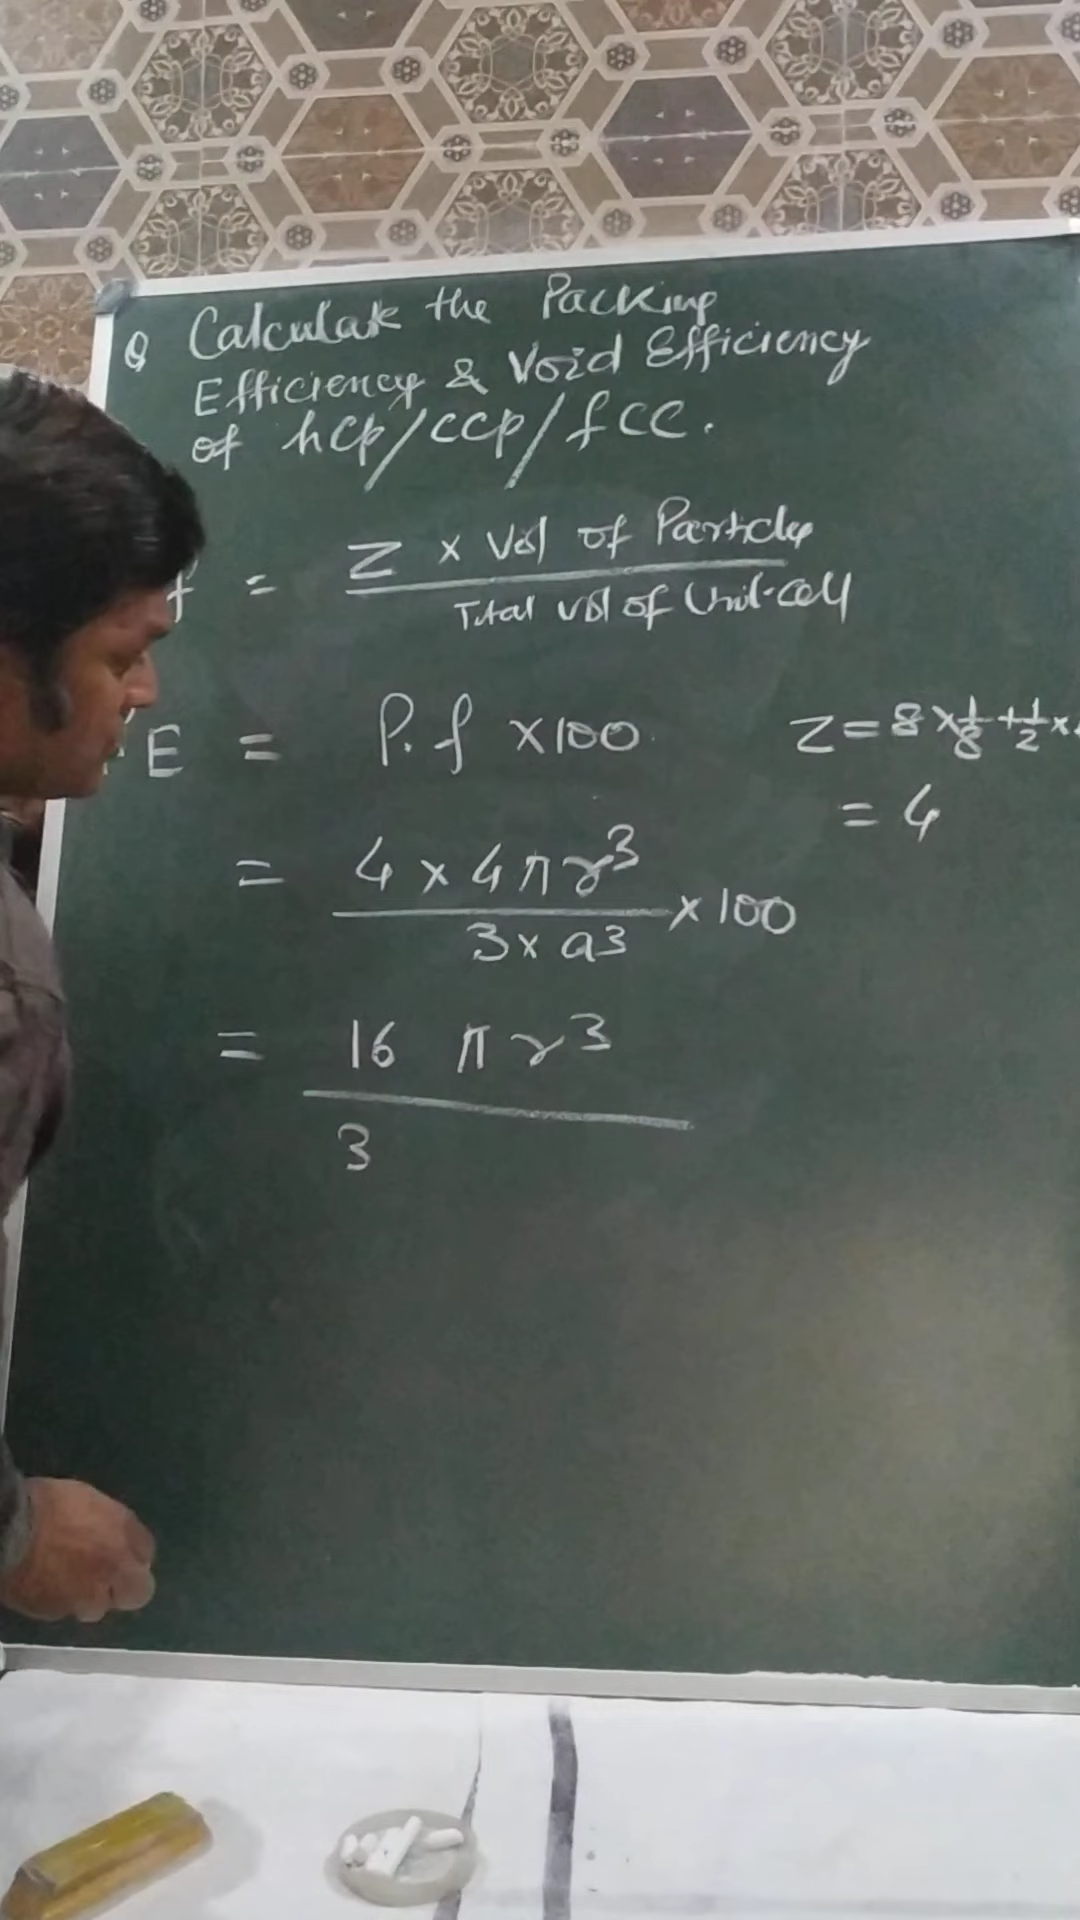 Q Calculate the Packing
Efficiency & Void Efficiency
of hcp/ccp/fcc.
f = Z × Vol of Particles
Total vol of Unit-cell
E = P.f ×100
Z = 8 × 1/8 + 1/2 ×
= 4
= 4 × 4πr³ / 3 × a3 × 100
= 16 πr³
3